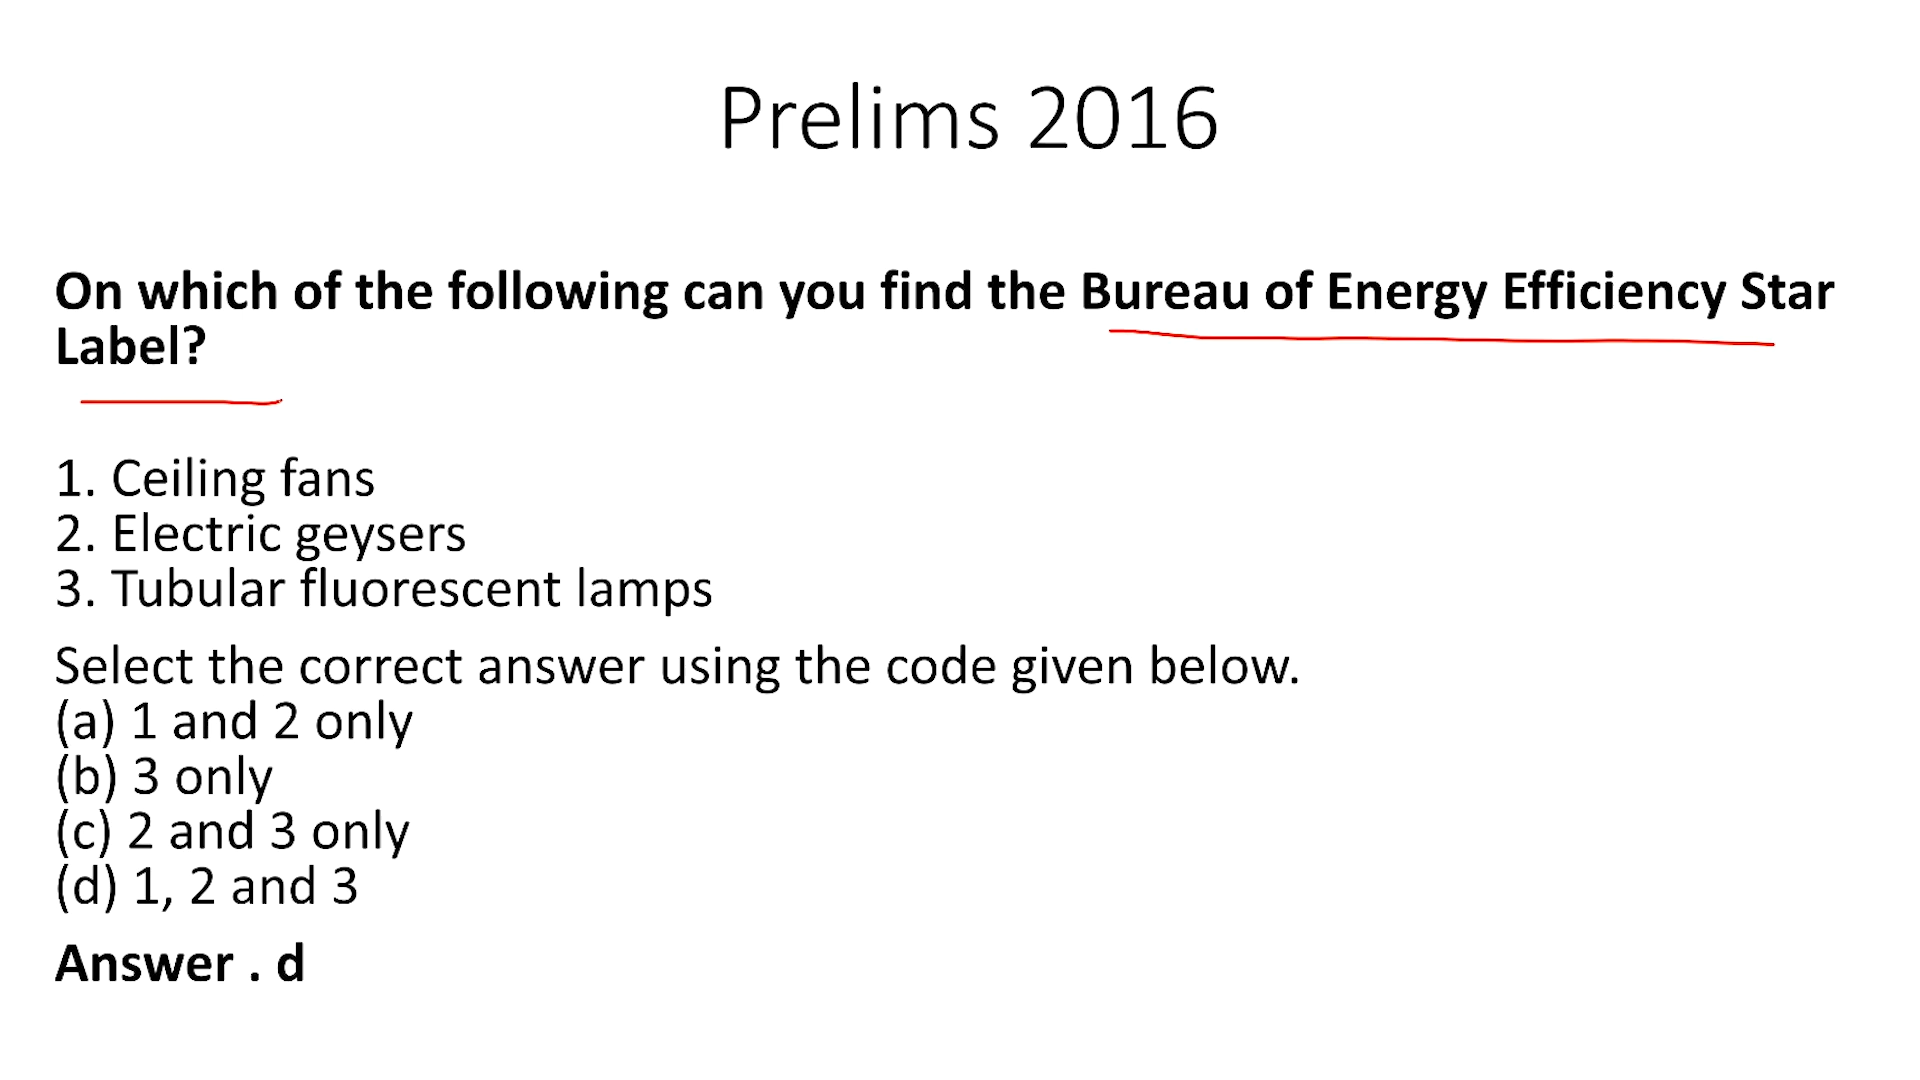 Prelims 2016
On which of the following can you find the Bureau of Energy Efficiency Star
Label?
1. Ceiling fans
2. Electric geysers
3. Tubular fluorescent lamps
Select the correct answer using the code given below.
(a) 1 and 2 only
(b) 3 only
(c) 2 and 3 only
(d) 1, 2 and 3
Answer . d